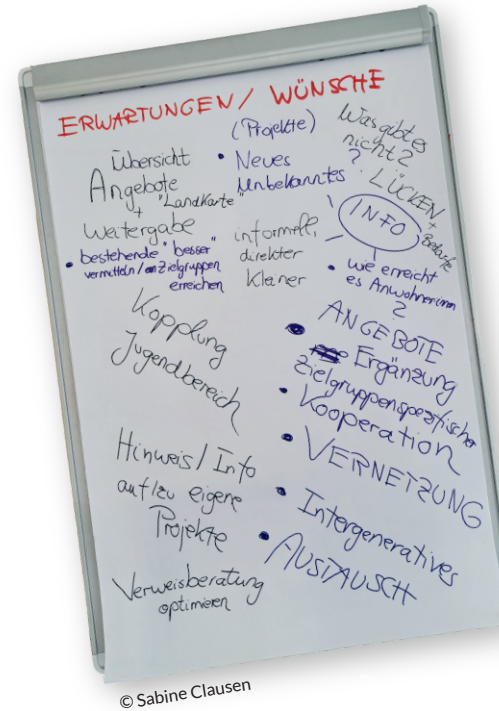 ERWARTUNGEN / WÜNSCHE
Übersicht
Angebote
"Landkarte"
+
Weitergabe
• bestehende "besser"
vermitteln / an Zielgruppen
erreichen
(Projekte)
• Neues ?
Unbekanntes
informell,
direkter
kleiner
Was gibt es
nicht?
• LÜCKEN
+
Bedarfe
INFO
• wie erreicht
es Anwohnerinnen
?
Kopplung
Jugendbereich
Hinweis / Info
auf / zu eigene
Projekte
Verweisberatung
optimieren
ANGEBOTE
• Ergänzung
zielgruppenspezifische
• Kooperation
• VERNETZUNG
• Intergeneratives
• AUSTAUSCH
© Sabine Clausen